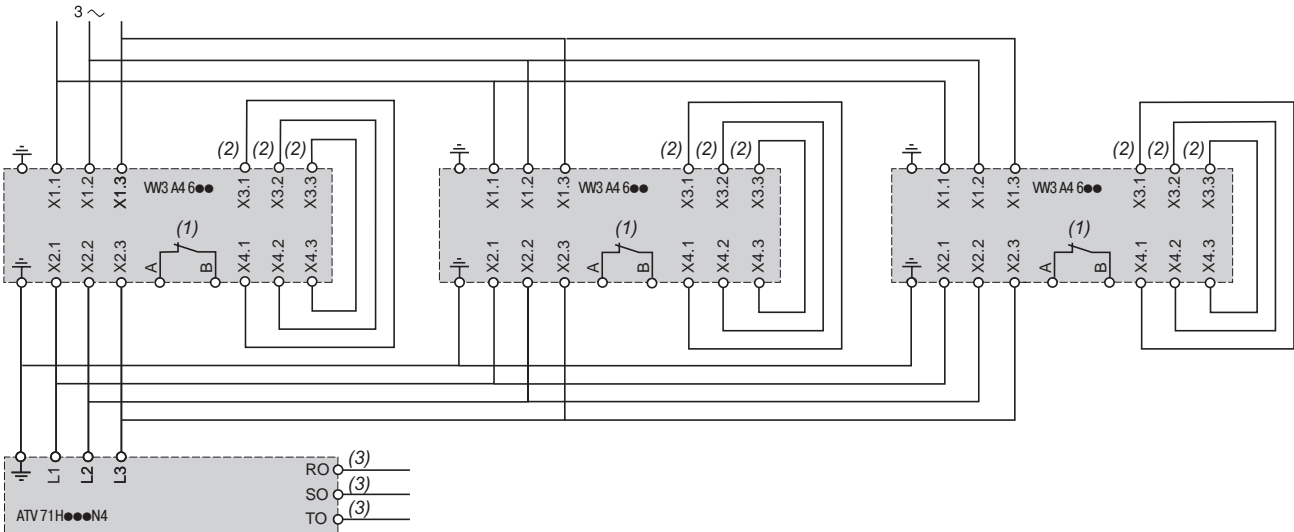 3 ~
(2) (2) (2) (2) (2) (2) (2) (2) (2)
X1.1 X1.2 X1.3 VW3 A4 6●● X3.1 X3.2 X3.3 X1.1 X1.2 X1.3 VW3 A4 6●● X3.1 X3.2 X3.3 X1.1 X1.2 X1.3 VW3 A4 6●● X3.1 X3.2 X3.3
(1) (1) (1)
X2.1 X2.2 X2.3 A B X4.1 X4.2 X4.3 X2.1 X2.2 X2.3 A B X4.1 X4.2 X4.3 X2.1 X2.2 X2.3 A B X4.1 X4.2 X4.3
L1 L2 L3 RO (3)
SO (3)
ATV 71H●●●N4 TO (3)